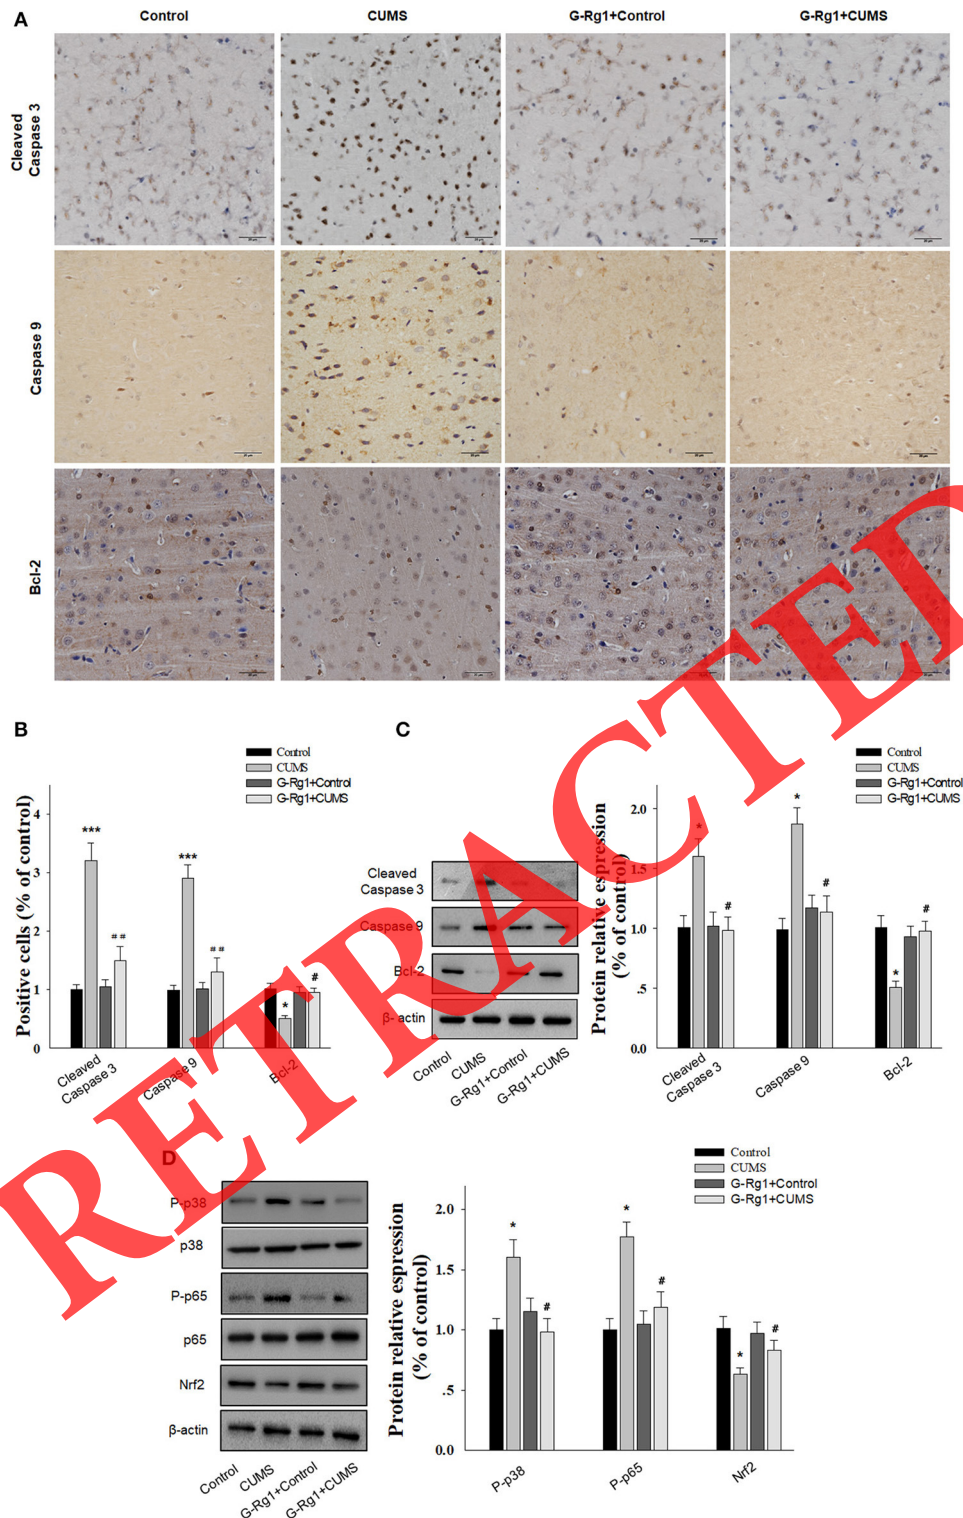 A
Control
CUMS
G-Rg1+Control
G-Rg1+CUMS
Cleaved
Caspase 3
Caspase 9
Bcl-2
B
Control
CUMS
G-Rg1+Control
G-Rg1+CUMS
Positive cells (% of control)
4
3
2
1
0
***
##
***
##
*
#
Cleaved
Caspase 3
Caspase 9
Bcl-2
C
Cleaved
Caspase 3
Caspase 9
Bcl-2
β- actin
Control
CUMS
G-Rg1+Control
G-Rg1+CUMS
Control
CUMS
G-Rg1+Control
G-Rg1+CUMS
Protein relative espression
(% of control)
2.0
1.5
1.0
.5
0.0
*
#
*
#
*
#
Cleaved
Caspase 3
Caspase 9
Bcl-2
D
P-p38
p38
P-p65
p65
Nrf2
β-actin
Control
CUMS
G-Rg1+Control
G-Rg1+CUMS
Control
CUMS
G-Rg1+Control
G-Rg1+CUMS
Protein relative espression
(% of control)
2.0
1.5
1.0
.5
0.0
*
#
*
#
*
#
P-p38
P-p65
Nrf2
RETRACTED